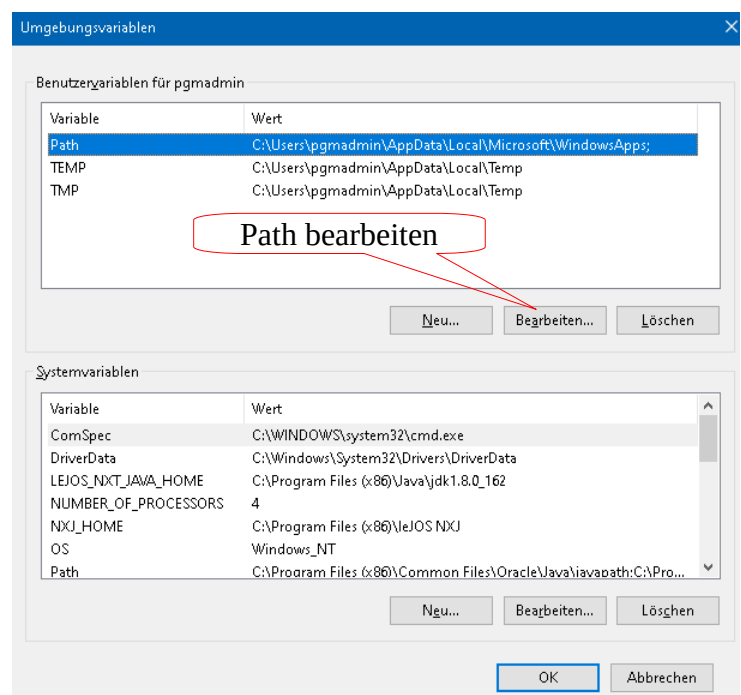 Umgebungsvariablen
Benutzervariablen für pgmadmin
Variable Wert
Path C:\Users\pgmadmin\AppData\Local\Microsoft\WindowsApps;
TEMP C:\Users\pgmadmin\AppData\Local\Temp
TMP C:\Users\pgmadmin\AppData\Local\Temp
Path bearbeiten
Neu... Bearbeiten... Löschen
Systemvariablen
Variable Wert
ComSpec C:\WINDOWS\system32\cmd.exe
DriverData C:\Windows\System32\Drivers\DriverData
LEJOS_NXT_JAVA_HOME C:\Program Files (x86)\Java\jdk1.8.0_162
NUMBER_OF_PROCESSORS 4
NXJ_HOME C:\Program Files (x86)\leJOS NXJ
OS Windows_NT
Path C:\Program Files (x86)\Common Files\Oracle\Java\javapath;C:\Pro...
Neu... Bearbeiten... Löschen
OK Abbrechen